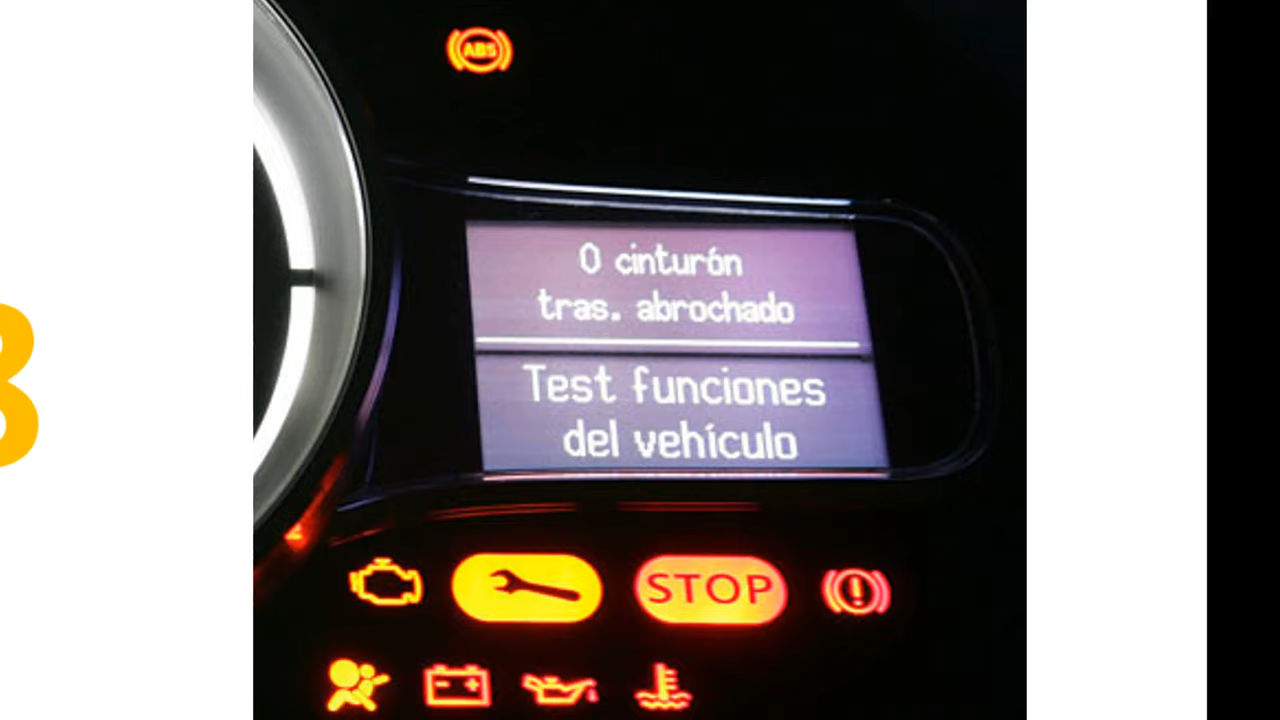 ABS
0 cinturón
tras. abrochado
Test funciones
del vehículo
STOP